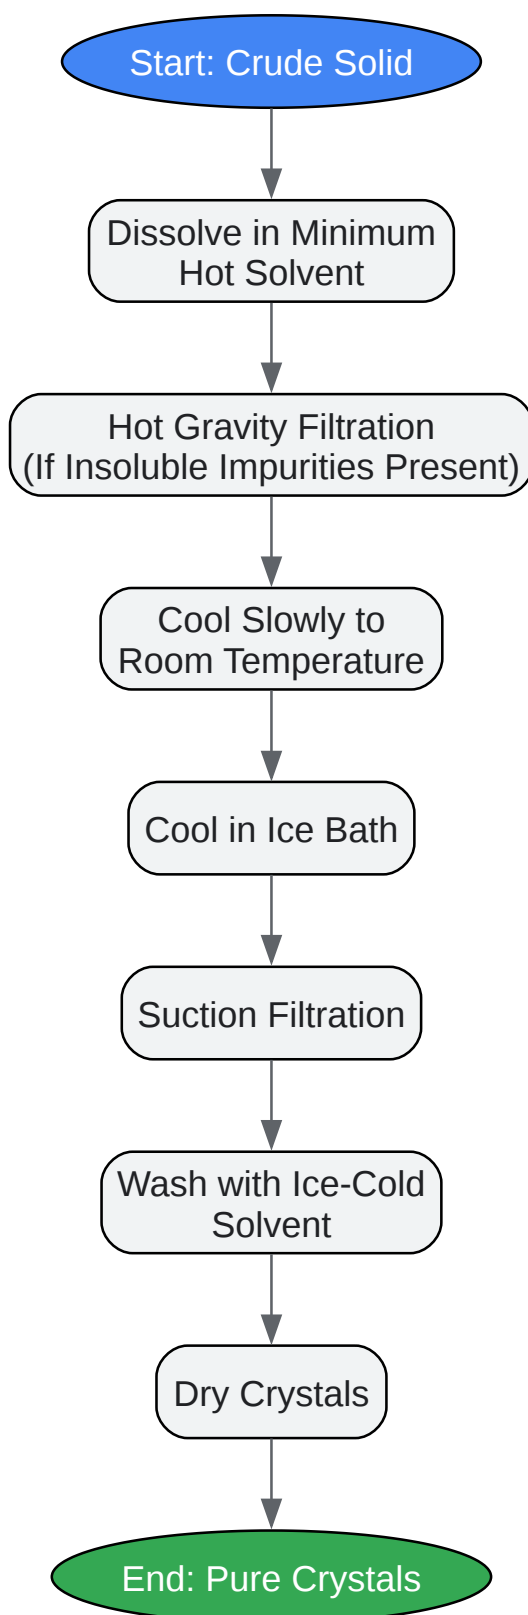 Start: Crude Solid
Dissolve in Minimum
Hot Solvent
Hot Gravity Filtration
(If Insoluble Impurities Present)
Cool Slowly to
Room Temperature
Cool in Ice Bath
Suction Filtration
Wash with Ice-Cold
Solvent
Dry Crystals
End: Pure Crystals